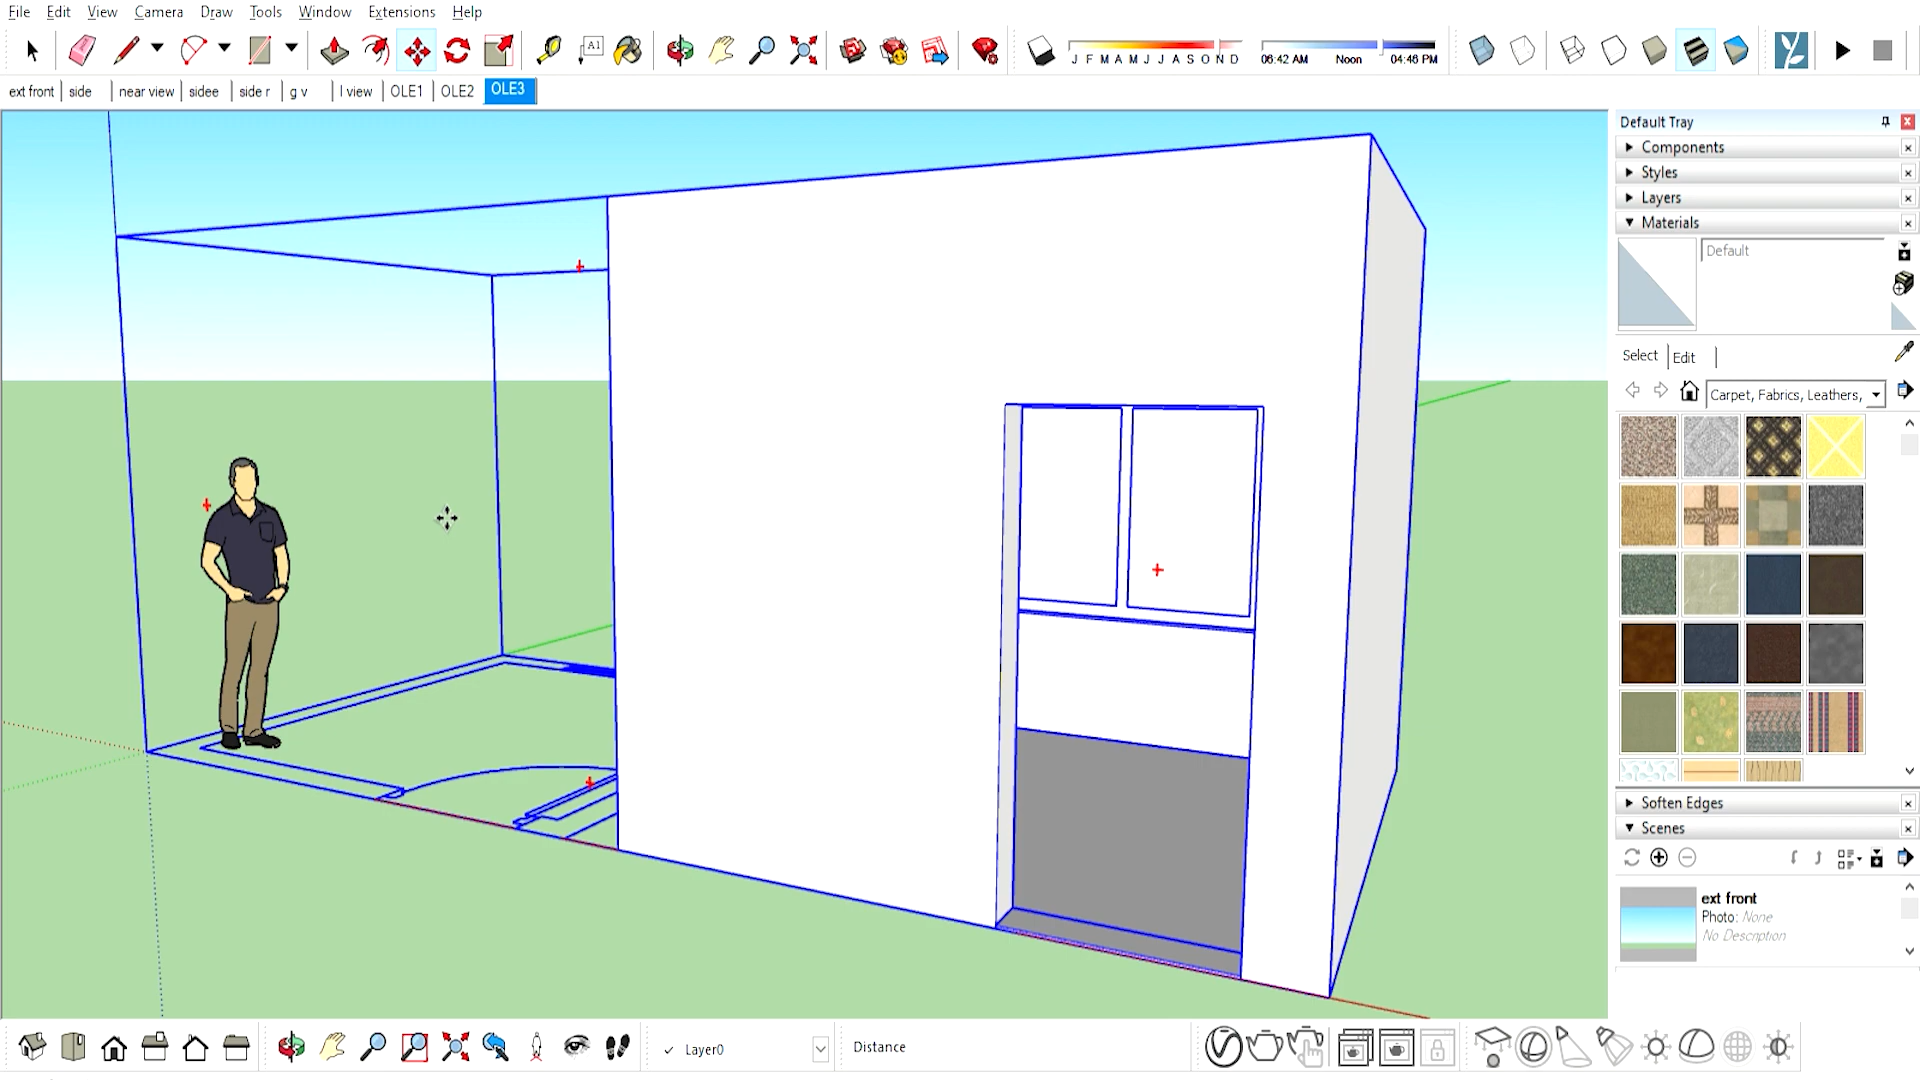 File Edit View Camera Draw Tools Window Extensions Help
A1
J F M A M J J A S O N D 06:42 AM Noon 04:46 PM
ext front side near view sidee side r g v l view OLE1 OLE2 OLE3
Default Tray
Components
Styles
Layers
Materials
Default
Select Edit
Carpet, Fabrics, Leathers,
Soften Edges
Scenes
ext front
Photo: None
No Description
Layer0 Distance